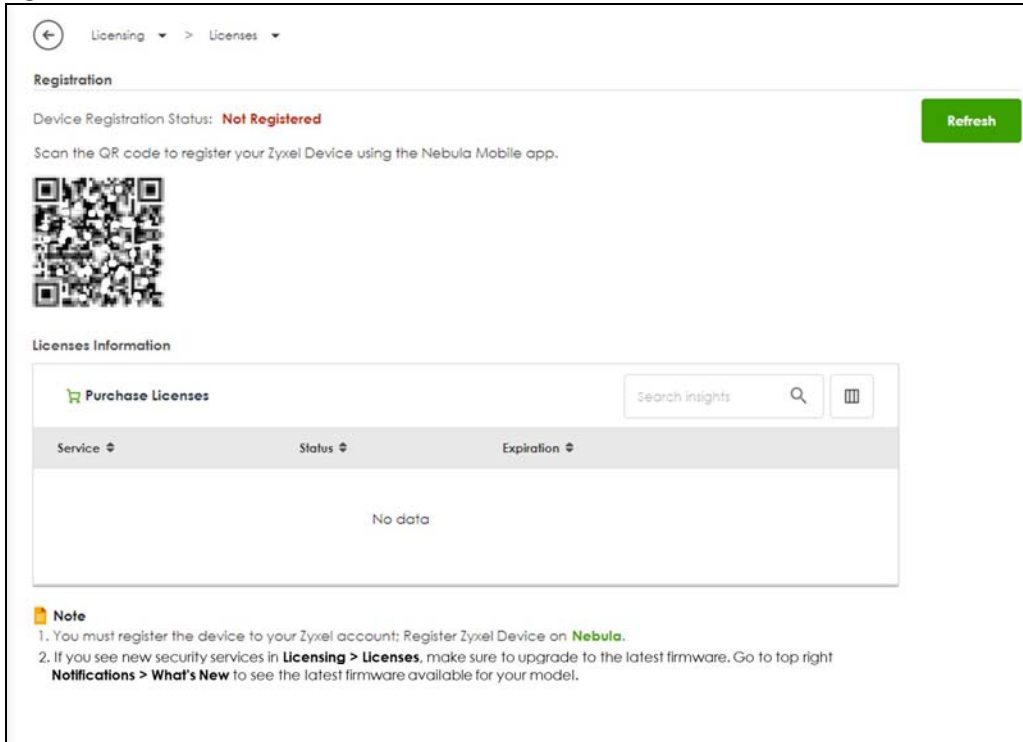 Licensing > Licenses
Registration
Device Registration Status: Not Registered
Refresh
Scan the QR code to register your Zyxel Device using the Nebula Mobile app.
Licenses Information
Purchase Licenses
Search insights
Service Status Expiration
No data
Note
1. You must register the device to your Zyxel account; Register Zyxel Device on Nebula.
2. If you see new security services in Licensing > Licenses, make sure to upgrade to the latest firmware. Go to top right
Notifications > What's New to see the latest firmware available for your model.